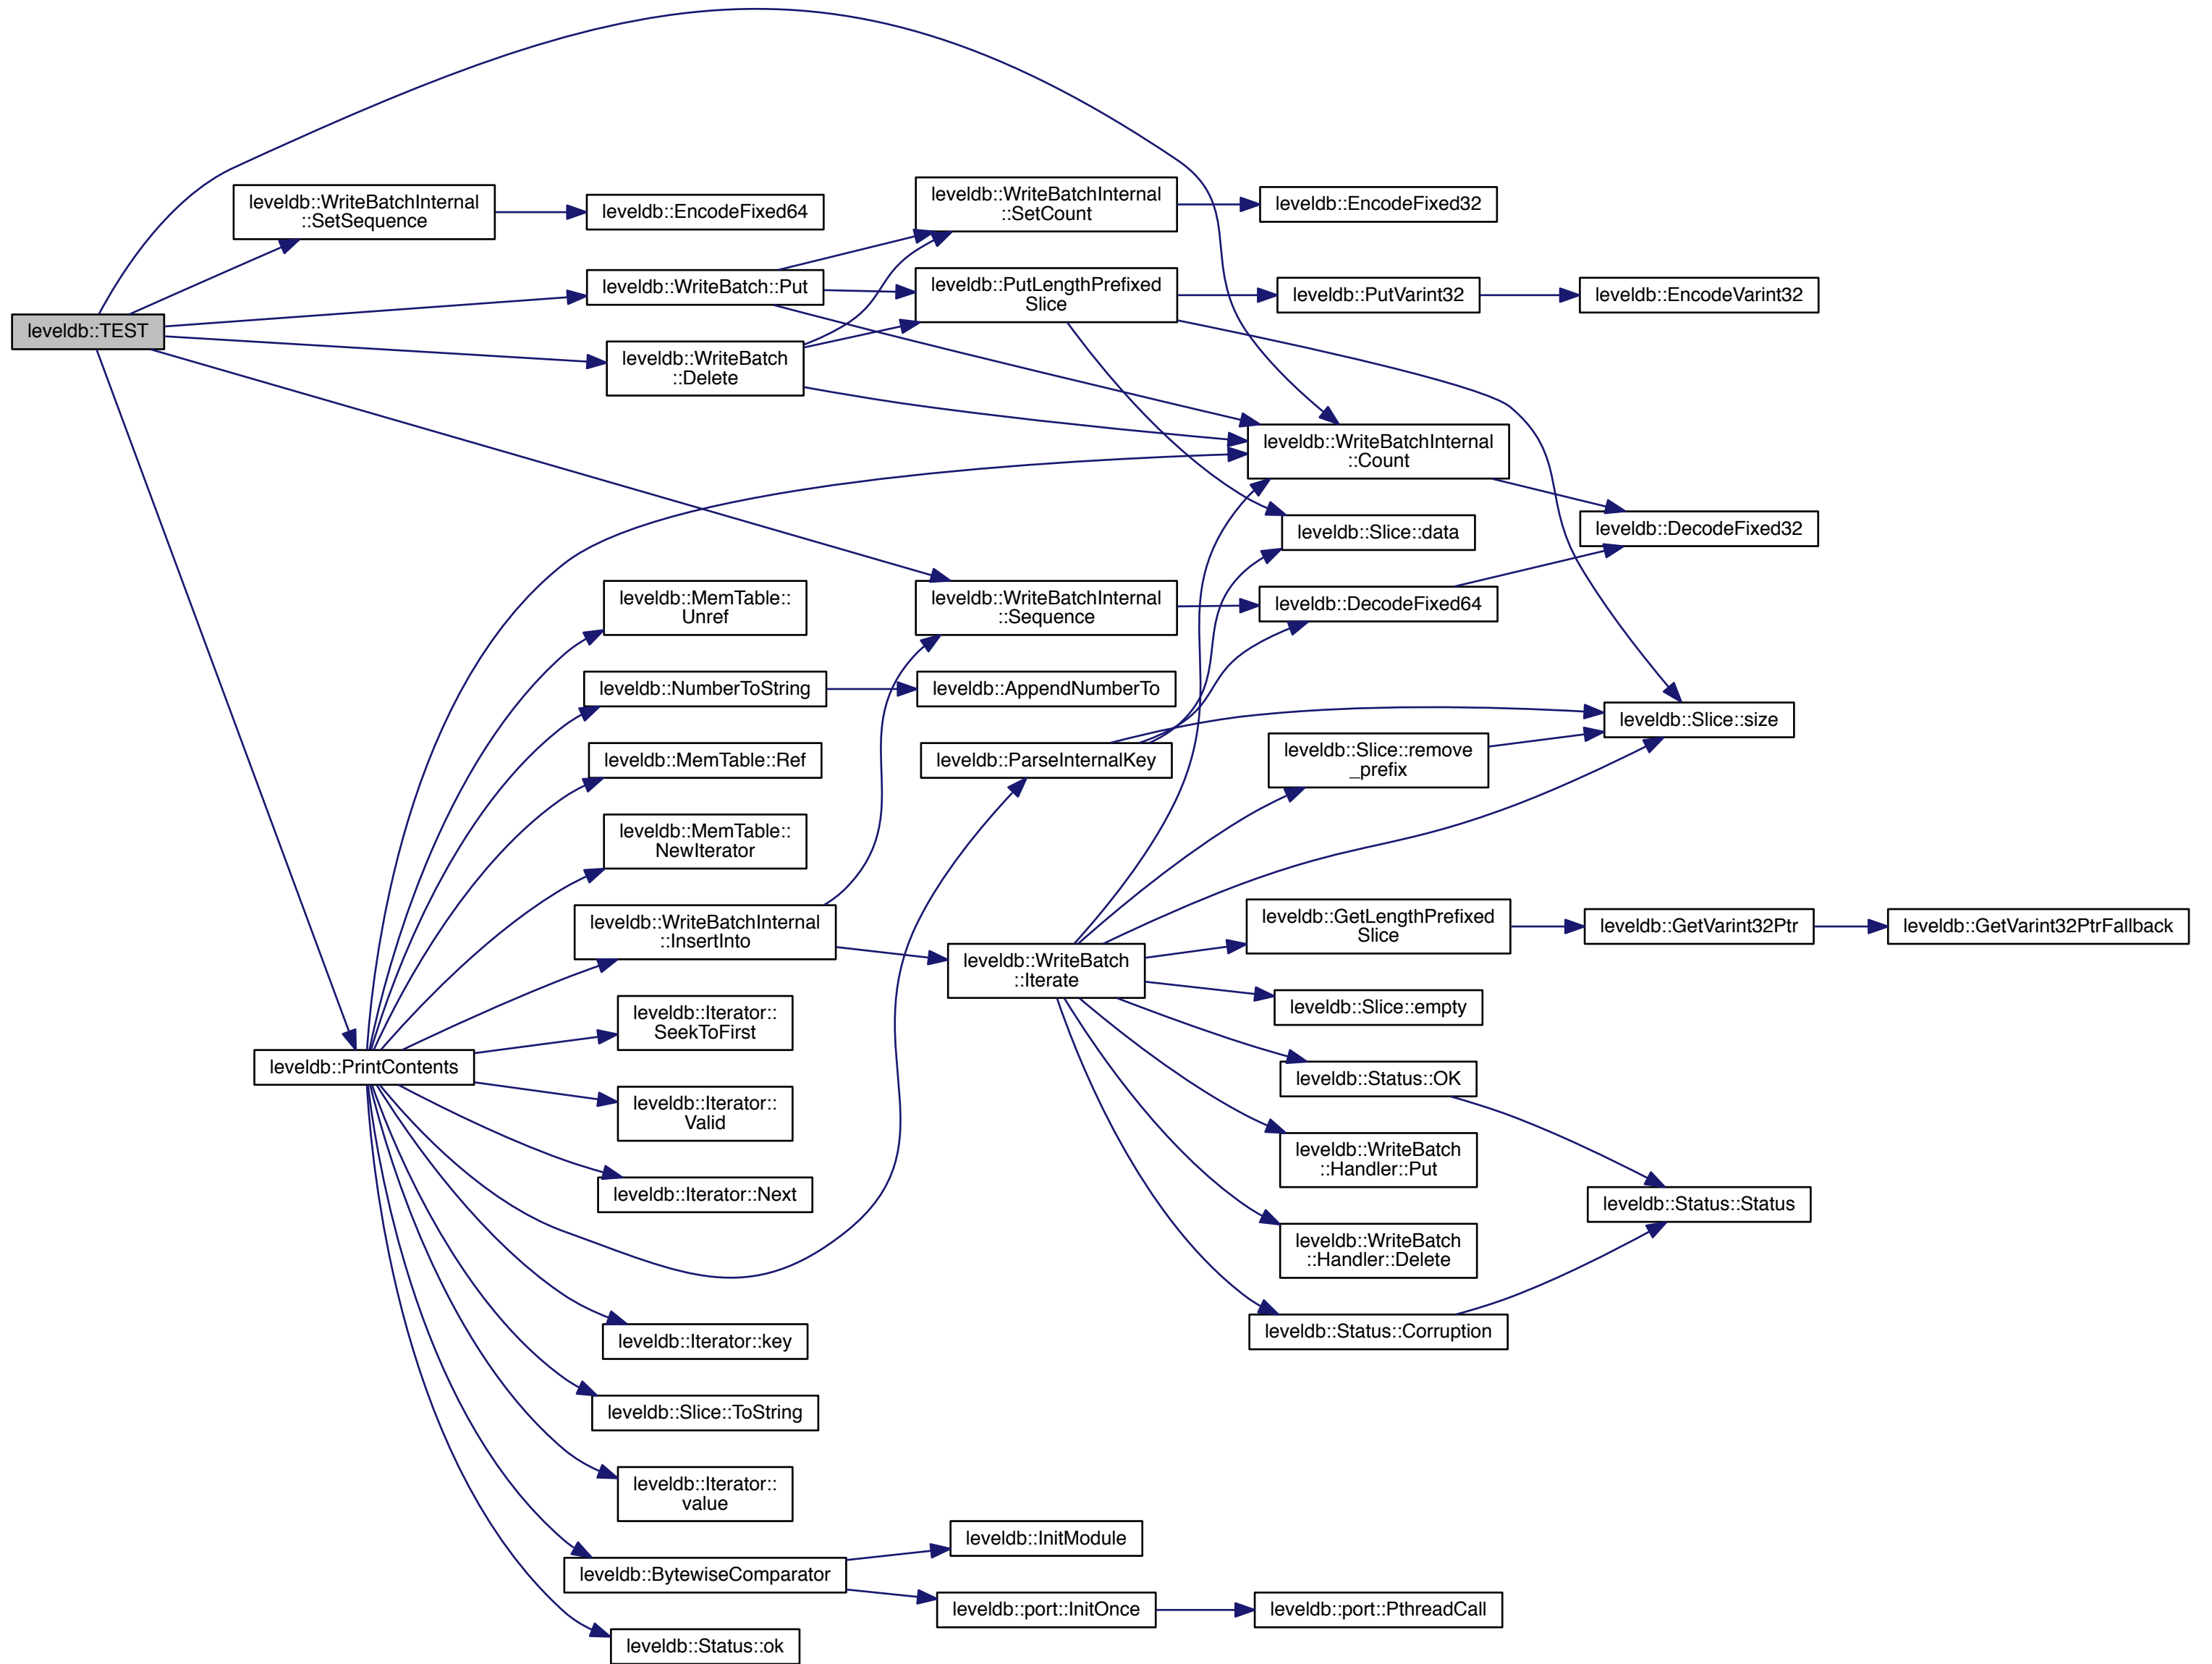 leveldb::TEST
leveldb::WriteBatchInternal
::SetSequence
leveldb::EncodeFixed64
leveldb::WriteBatch::Put
leveldb::WriteBatch
::Delete
leveldb::WriteBatchInternal
::SetCount
leveldb::EncodeFixed32
leveldb::PutLengthPrefixed
Slice
leveldb::PutVarint32
leveldb::EncodeVarint32
leveldb::WriteBatchInternal
::Count
leveldb::Slice::data
leveldb::DecodeFixed32
leveldb::WriteBatchInternal
::Sequence
leveldb::DecodeFixed64
leveldb::MemTable::
Unref
leveldb::NumberToString
leveldb::AppendNumberTo
leveldb::MemTable::Ref
leveldb::ParseInternalKey
leveldb::Slice::remove
_prefix
leveldb::Slice::size
leveldb::MemTable::
NewIterator
leveldb::WriteBatchInternal
::InsertInto
leveldb::WriteBatch
::Iterate
leveldb::GetLengthPrefixed
Slice
leveldb::GetVarint32Ptr
leveldb::GetVarint32PtrFallback
leveldb::Slice::empty
leveldb::Iterator::
SeekToFirst
leveldb::PrintContents
leveldb::Status::OK
leveldb::Iterator::
Valid
leveldb::WriteBatch
::Handler::Put
leveldb::Iterator::Next
leveldb::Status::Status
leveldb::WriteBatch
::Handler::Delete
leveldb::Iterator::key
leveldb::Status::Corruption
leveldb::Slice::ToString
leveldb::Iterator::
value
leveldb::BytewiseComparator
leveldb::InitModule
leveldb::port::InitOnce
leveldb::port::PthreadCall
leveldb::Status::ok